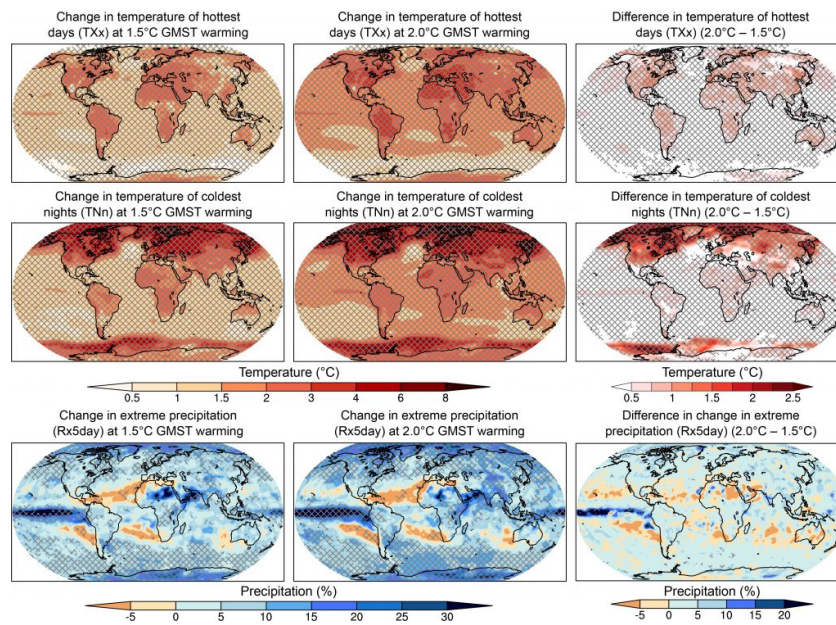 Change in temperature of hottest
days (TXx) at 1.5°C GMST warming
Change in temperature of hottest
days (TXx) at 2.0°C GMST warming
Difference in temperature of hottest
days (TXx) (2.0°C – 1.5°C)
Change in temperature of coldest
nights (TNn) at 1.5°C GMST warming
Change in temperature of coldest
nights (TNn) at 2.0°C GMST warming
Difference in temperature of coldest
nights (TNn) (2.0°C – 1.5°C)
Temperature (°C)
0.5 1 1.5 2 3 4 6 8
Temperature (°C)
0.5 1 1.5 2 2.5
Change in extreme precipitation
(Rx5day) at 1.5°C GMST warming
Change in extreme precipitation
(Rx5day) at 2.0°C GMST warming
Difference in change in extreme
precipitation (Rx5day) (2.0°C – 1.5°C)
Precipitation (%)
-5 0 5 10 15 20 25 30
Precipitation (%)
-5 0 5 10 15 20